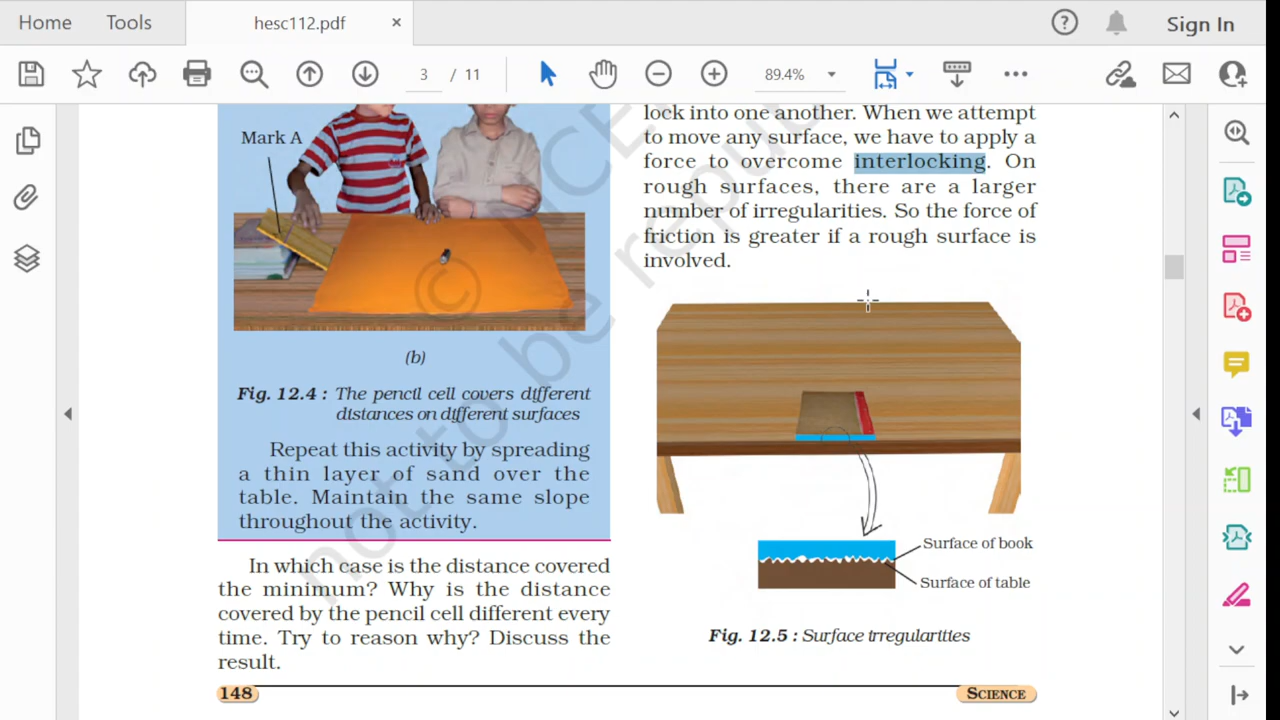 Home
Tools
hesc112.pdf
×
Sign In
3 / 11
89.4%
Mark A
(b)
Fig. 12.4 : The pencil cell covers different
distances on different surfaces
Repeat this activity by spreading
a thin layer of sand over the
table. Maintain the same slope
throughout the activity.
In which case is the distance covered
the minimum? Why is the distance
covered by the pencil cell different every
time. Try to reason why? Discuss the
result.
lock into one another. When we attempt
to move any surface, we have to apply a
force to overcome interlocking. On
rough surfaces, there are a larger
number of irregularities. So the force of
friction is greater if a rough surface is
involved.
Surface of book
Surface of table
Fig. 12.5 : Surface irregularities
148
SCIENCE
not to be repu